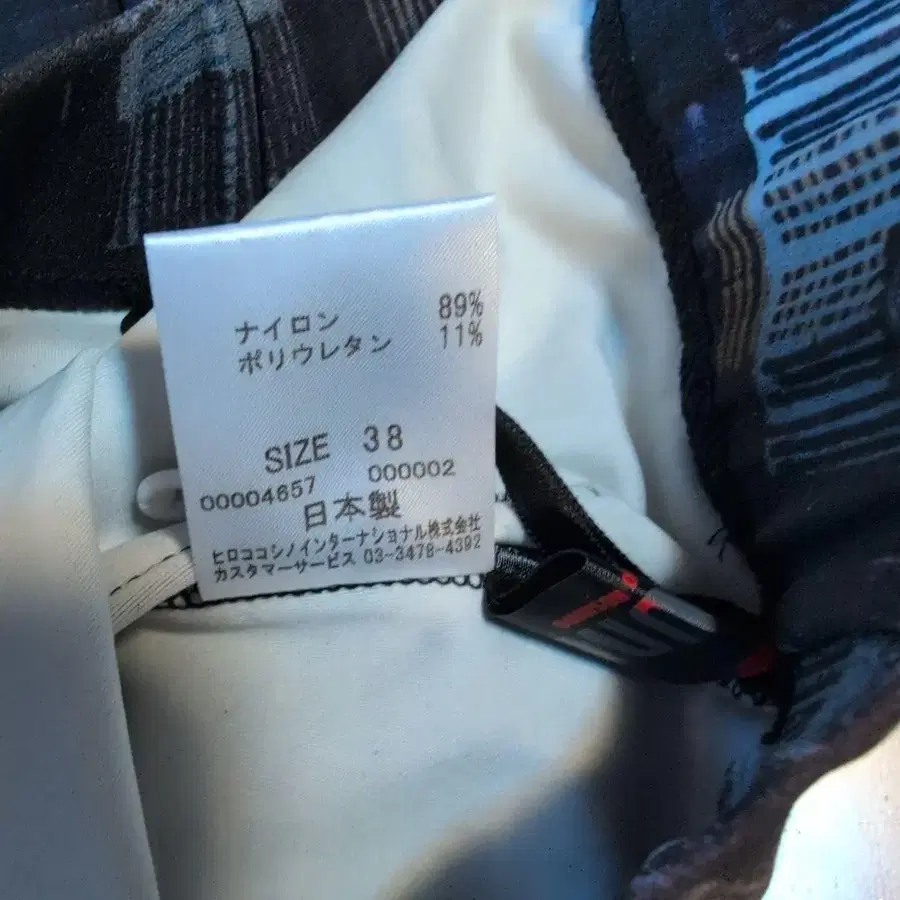 ナイロン 89%
ポリウレタン 11%
SIZE 38
00004657 000002
日本製
ヒロココシノインターナショナル株式会社
カスタマーサービス 03-3478-4392